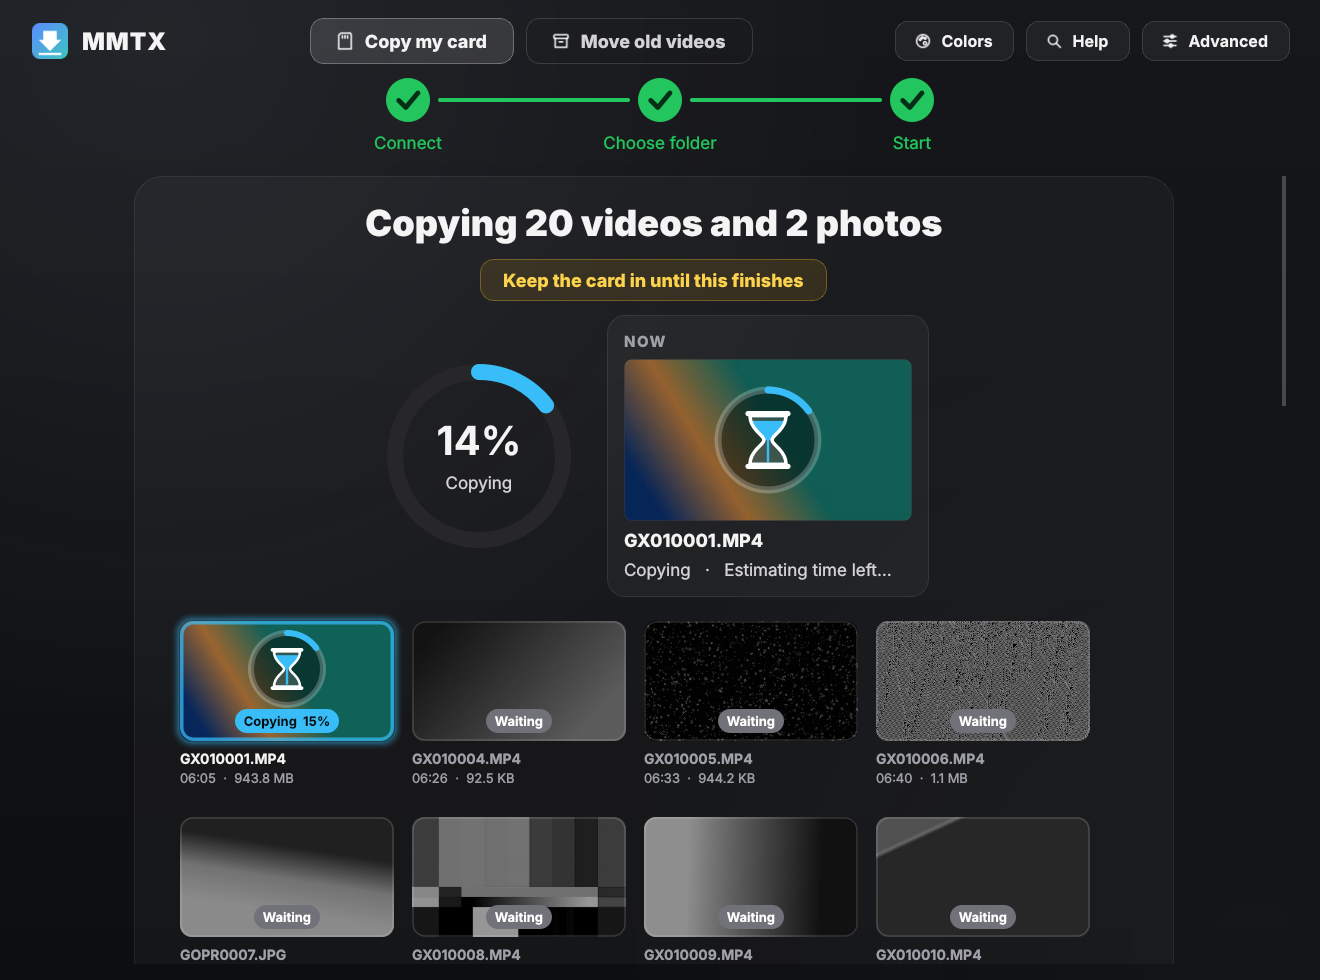 MMTX
Copy my card
Move old videos
Colors
Help
Advanced
Connect
Choose folder
Start
Copying 20 videos and 2 photos
Keep the card in until this finishes
14%
Copying
NOW
GX010001.MP4
Copying · Estimating time left...
Copying 15%
GX010001.MP4
06:05 · 943.8 MB
Waiting
GX010004.MP4
06:26 · 92.5 KB
Waiting
GX010005.MP4
06:33 · 944.2 KB
Waiting
GX010006.MP4
06:40 · 1.1 MB
Waiting
GOPR0007.JPG
Waiting
GX010008.MP4
Waiting
GX010009.MP4
Waiting
GX010010.MP4